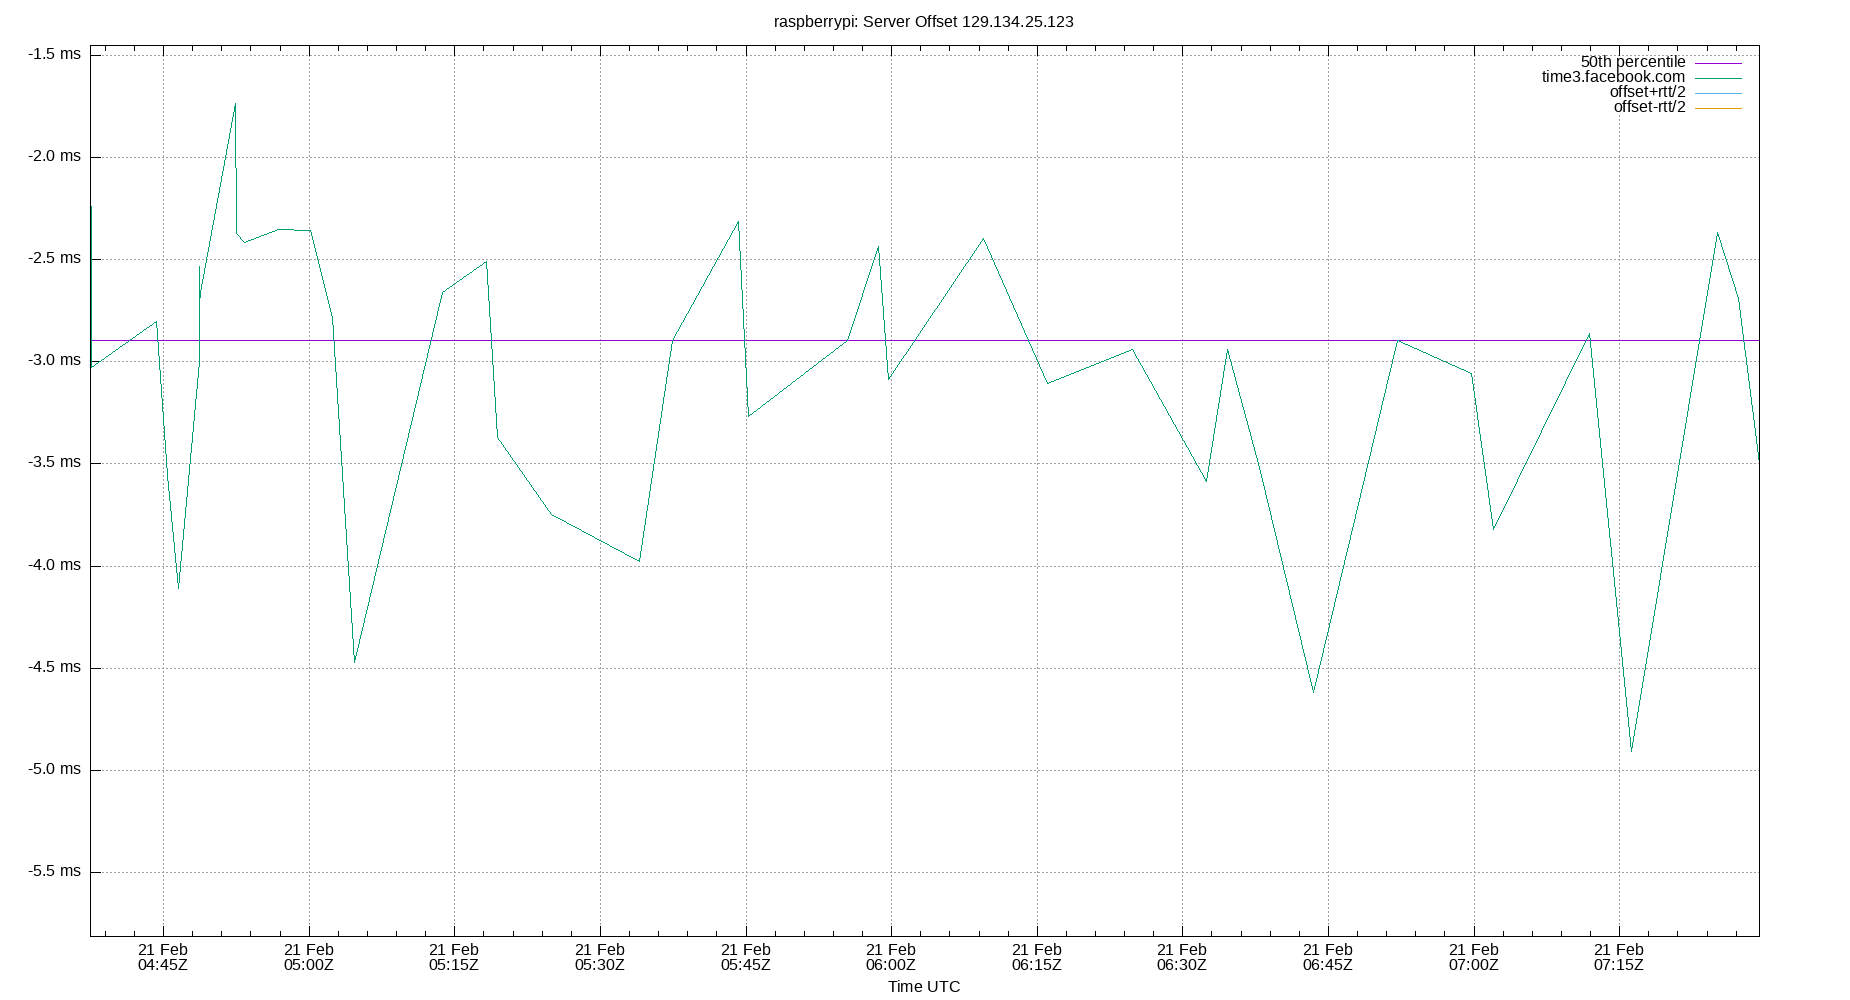 raspberrypi: Server Offset 129.134.25.123
50th percentile
time3.facebook.com
offset+rtt/2
offset-rtt/2
-1.5 ms
-2.0 ms
-2.5 ms
-3.0 ms
-3.5 ms
-4.0 ms
-4.5 ms
-5.0 ms
-5.5 ms
21 Feb 21 Feb 21 Feb 21 Feb 21 Feb 21 Feb 21 Feb 21 Feb 21 Feb 21 Feb 21 Feb
04:45Z 05:00Z 05:15Z 05:30Z 05:45Z 06:00Z 06:15Z 06:30Z 06:45Z 07:00Z 07:15Z
Time UTC